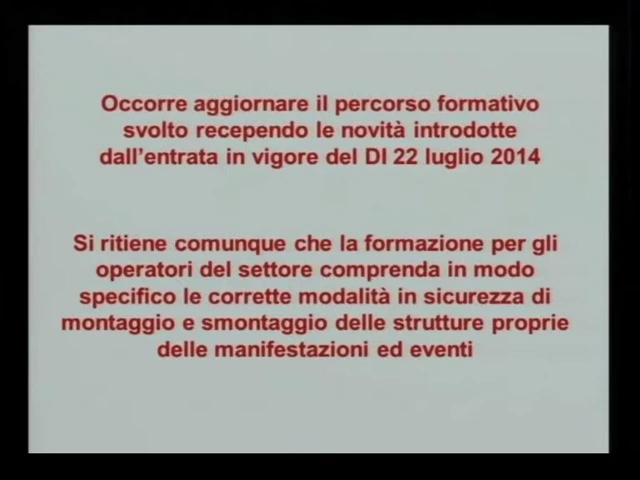 Occorre aggiornare il percorso formativo
svolto recependo le novità introdotte
dall'entrata in vigore del DI 22 luglio 2014
Si ritiene comunque che la formazione per gli
operatori del settore comprenda in modo
specifico le corrette modalità in sicurezza di
montaggio e smontaggio delle strutture proprie
delle manifestazioni ed eventi